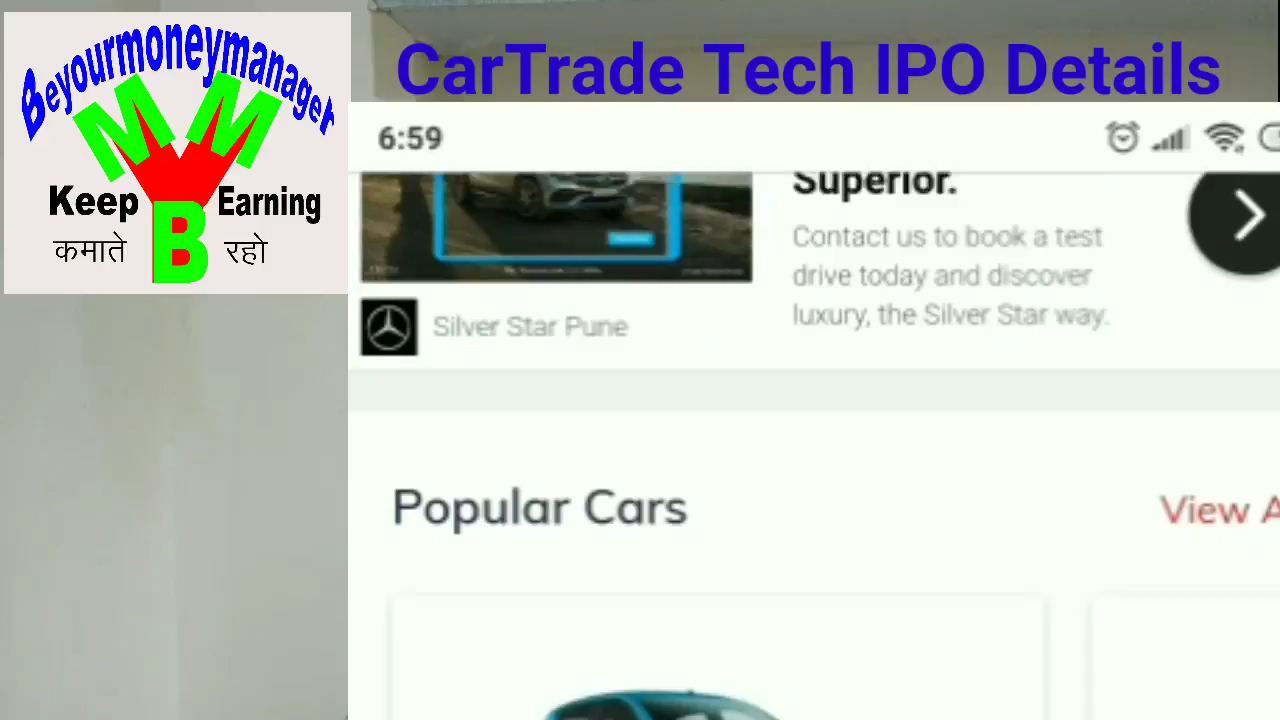 Beyourmoneymanager
M M
Keep Earning
कमाते B रहो
CarTrade Tech IPO Details
6:59
Superior.
Contact us to book a test
drive today and discover
luxury, the Silver Star way.
Silver Star Pune
Popular Cars
View A